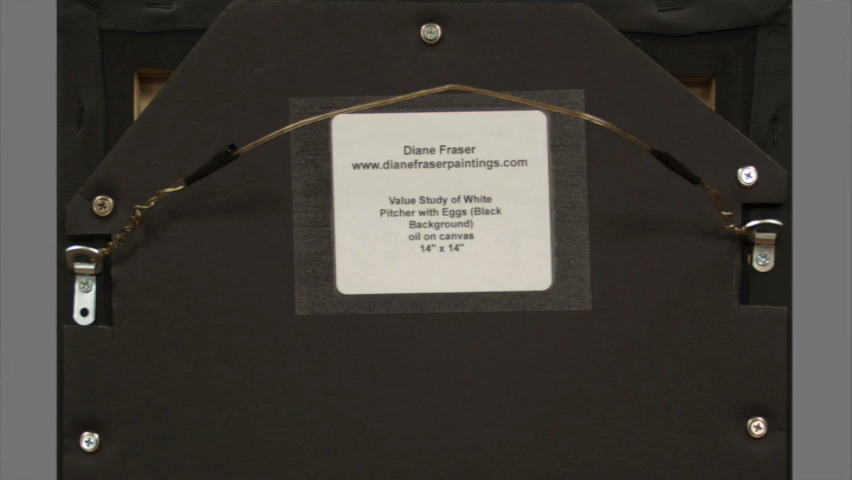 Diane Fraser
www.dianefraserpaintings.com
Value Study of White
Pitcher with Eggs (Black
Background)
oil on canvas
14" x 14"